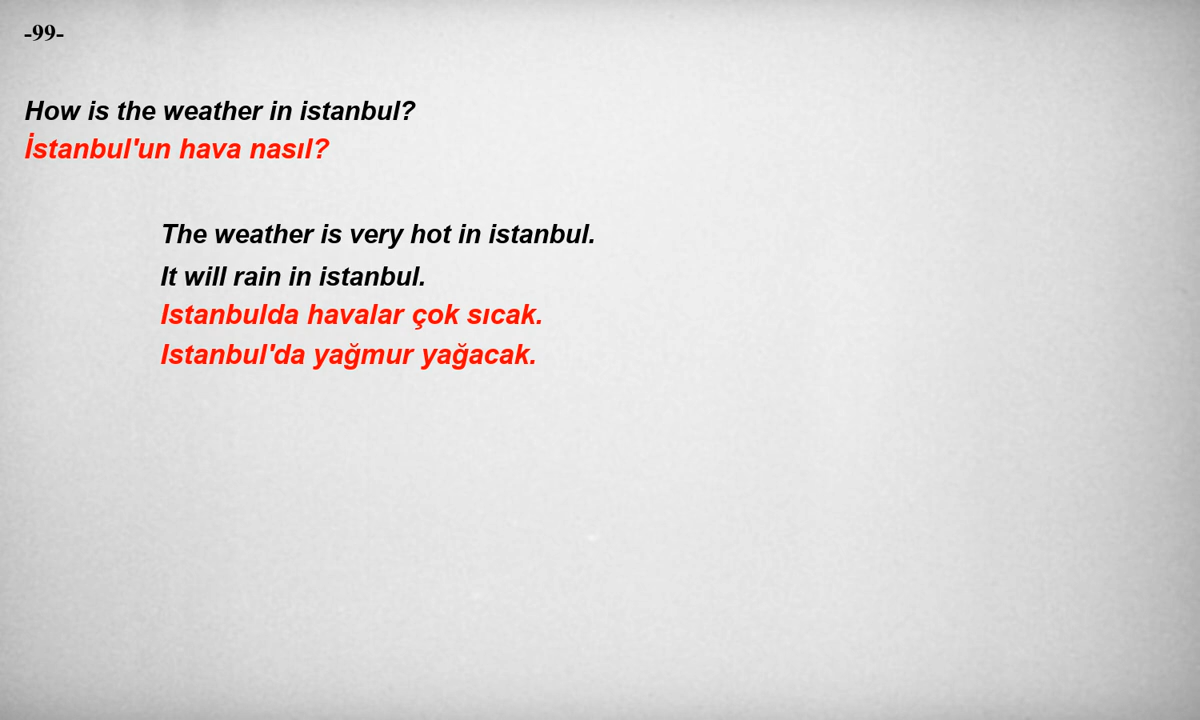 -99-
How is the weather in istanbul?
İstanbul'un hava nasıl?
The weather is very hot in istanbul.
It will rain in istanbul.
Istanbulda havalar çok sıcak.
Istanbul'da yağmur yağacak.